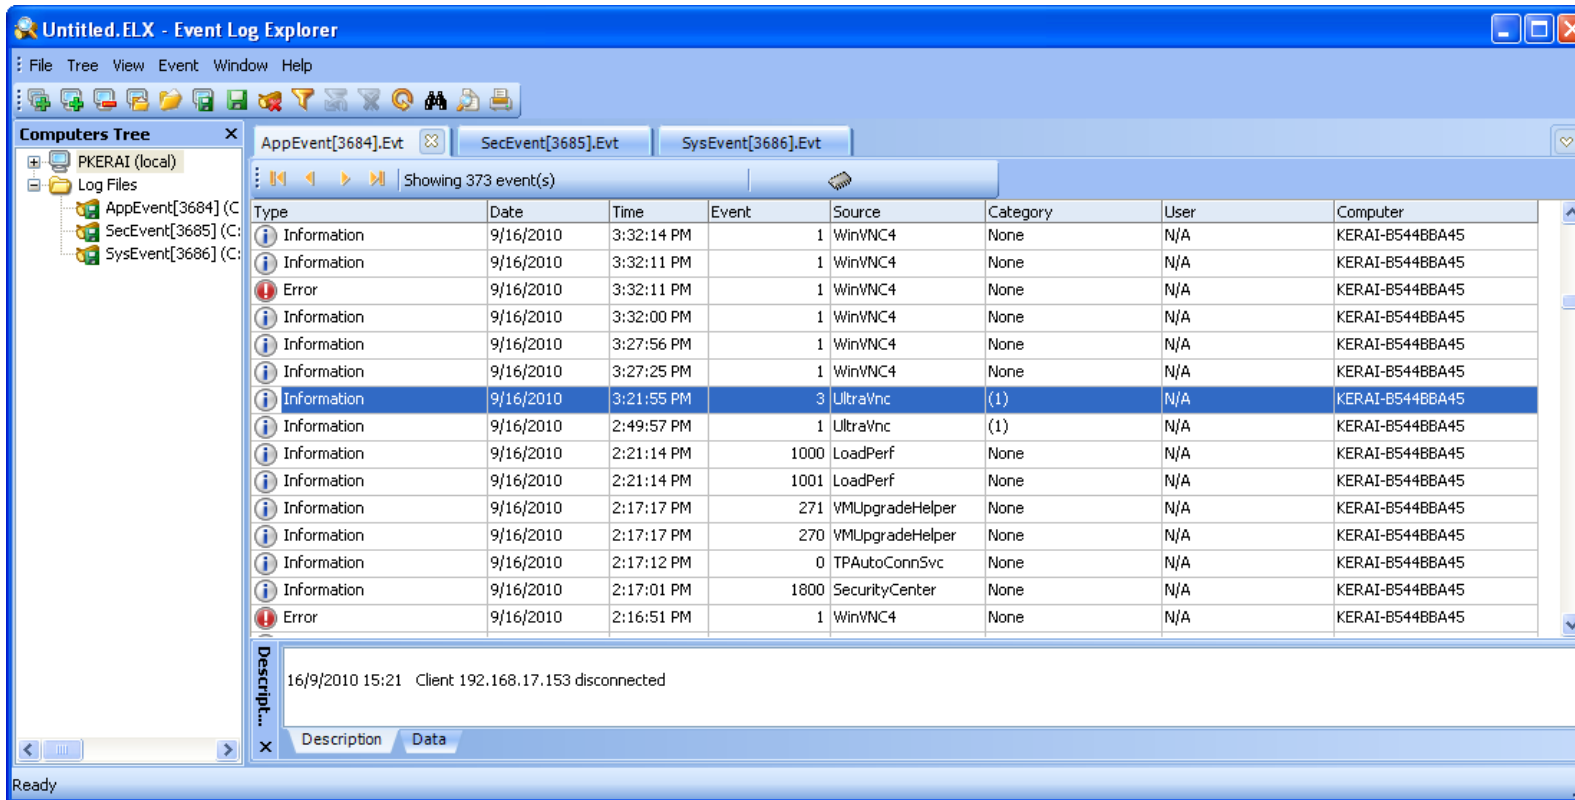 Untitled.ELX - Event Log Explorer
File Tree View Event Window Help
Computers Tree x
PKERAI (local)
Log Files
AppEvent[3684] (C
SecEvent[3685] (C:
SysEvent[3686] (C:
AppEvent[3684].Evt SecEvent[3685].Evt SysEvent[3686].Evt
Showing 373 event(s)
Type Date Time Event Source Category User Computer
Information 9/16/2010 3:32:14 PM 1 WinVNC4 None N/A KERAI-B544BBA45
Information 9/16/2010 3:32:11 PM 1 WinVNC4 None N/A KERAI-B544BBA45
Error 9/16/2010 3:32:11 PM 1 WinVNC4 None N/A KERAI-B544BBA45
Information 9/16/2010 3:32:00 PM 1 WinVNC4 None N/A KERAI-B544BBA45
Information 9/16/2010 3:27:56 PM 1 WinVNC4 None N/A KERAI-B544BBA45
Information 9/16/2010 3:27:25 PM 1 WinVNC4 None N/A KERAI-B544BBA45
Information 9/16/2010 3:21:55 PM 3 UltraVnc (1) N/A KERAI-B544BBA45
Information 9/16/2010 2:49:57 PM 1 UltraVnc (1) N/A KERAI-B544BBA45
Information 9/16/2010 2:21:14 PM 1000 LoadPerf None N/A KERAI-B544BBA45
Information 9/16/2010 2:21:14 PM 1001 LoadPerf None N/A KERAI-B544BBA45
Information 9/16/2010 2:17:17 PM 271 VMUpgradeHelper None N/A KERAI-B544BBA45
Information 9/16/2010 2:17:17 PM 270 VMUpgradeHelper None N/A KERAI-B544BBA45
Information 9/16/2010 2:17:12 PM 0 TPAutoConnSvc None N/A KERAI-B544BBA45
Information 9/16/2010 2:17:01 PM 1800 SecurityCenter None N/A KERAI-B544BBA45
Error 9/16/2010 2:16:51 PM 1 WinVNC4 None N/A KERAI-B544BBA45
Descript...
16/9/2010 15:21 Client 192.168.17.153 disconnected
Description Data
Ready